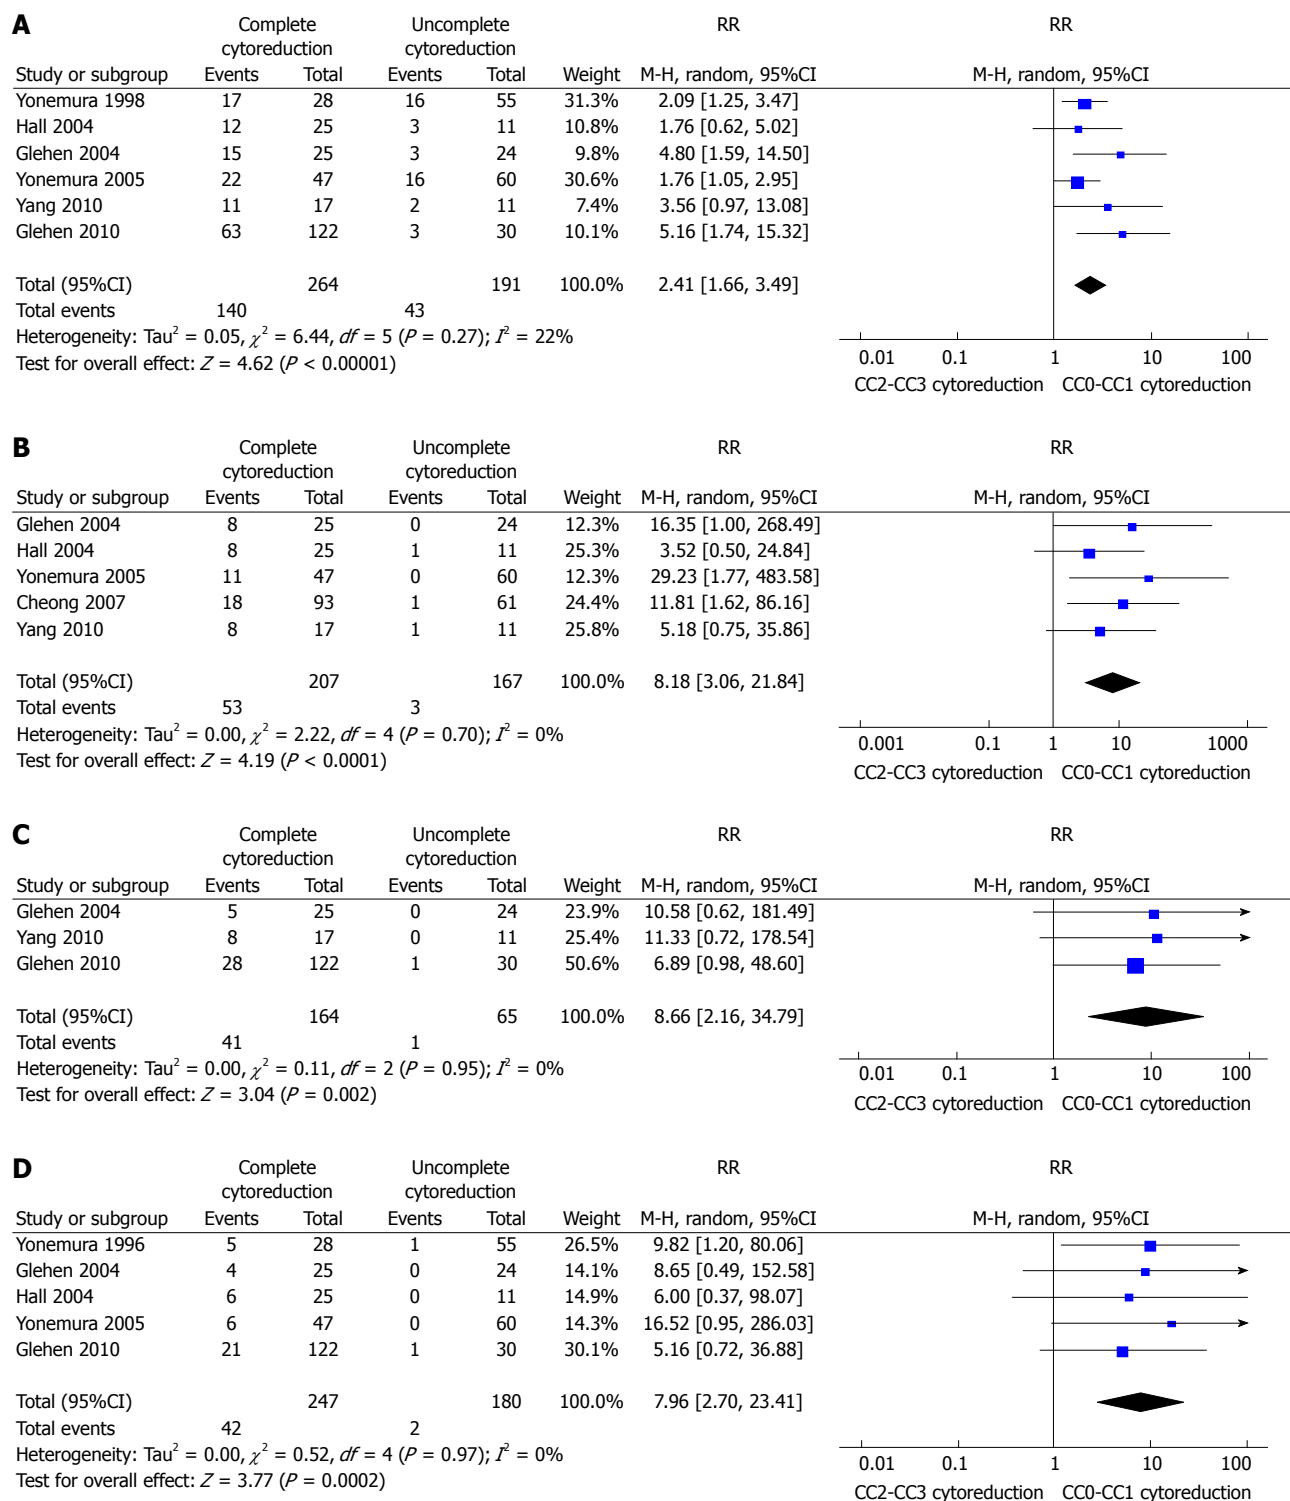 A Complete Uncomplete RR RR
cytoreduction cytoreduction
Study or subgroup Events Total Events Total Weight M-H, random, 95%CI M-H, random, 95%CI
Yonemura 1998 17 28 16 55 31.3% 2.09 [1.25, 3.47]
Hall 2004 12 25 3 11 10.8% 1.76 [0.62, 5.02]
Glehen 2004 15 25 3 24 9.8% 4.80 [1.59, 14.50]
Yonemura 2005 22 47 16 60 30.6% 1.76 [1.05, 2.95]
Yang 2010 11 17 2 11 7.4% 3.56 [0.97, 13.08]
Glehen 2010 63 122 3 30 10.1% 5.16 [1.74, 15.32]
Total (95%CI) 264 191 100.0% 2.41 [1.66, 3.49]
Total events 140 43
Heterogeneity: Tau² = 0.05, χ² = 6.44, df = 5 (P = 0.27); I² = 22%
Test for overall effect: Z = 4.62 (P < 0.00001)
0.01 0.1 1 10 100
CC2-CC3 cytoreduction CC0-CC1 cytoreduction
B Complete Uncomplete RR RR
cytoreduction cytoreduction
Study or subgroup Events Total Events Total Weight M-H, random, 95%CI M-H, random, 95%CI
Glehen 2004 8 25 0 24 12.3% 16.35 [1.00, 268.49]
Hall 2004 8 25 1 11 25.3% 3.52 [0.50, 24.84]
Yonemura 2005 11 47 0 60 12.3% 29.23 [1.77, 483.58]
Cheong 2007 18 93 1 61 24.4% 11.81 [1.62, 86.16]
Yang 2010 8 17 1 11 25.8% 5.18 [0.75, 35.86]
Total (95%CI) 207 167 100.0% 8.18 [3.06, 21.84]
Total events 53 3
Heterogeneity: Tau² = 0.00, χ² = 2.22, df = 4 (P = 0.70); I² = 0%
Test for overall effect: Z = 4.19 (P < 0.0001)
0.001 0.1 1 10 1000
CC2-CC3 cytoreduction CC0-CC1 cytoreduction
C Complete Uncomplete RR RR
cytoreduction cytoreduction
Study or subgroup Events Total Events Total Weight M-H, random, 95%CI M-H, random, 95%CI
Glehen 2004 5 25 0 24 23.9% 10.58 [0.62, 181.49]
Yang 2010 8 17 0 11 25.4% 11.33 [0.72, 178.54]
Glehen 2010 28 122 1 30 50.6% 6.89 [0.98, 48.60]
Total (95%CI) 164 65 100.0% 8.66 [2.16, 34.79]
Total events 41 1
Heterogeneity: Tau² = 0.00, χ² = 0.11, df = 2 (P = 0.95); I² = 0%
Test for overall effect: Z = 3.04 (P = 0.002)
0.01 0.1 1 10 100
CC2-CC3 cytoreduction CC0-CC1 cytoreduction
D Complete Uncomplete RR RR
cytoreduction cytoreduction
Study or subgroup Events Total Events Total Weight M-H, random, 95%CI M-H, random, 95%CI
Yonemura 1996 5 28 1 55 26.5% 9.82 [1.20, 80.06]
Glehen 2004 4 25 0 24 14.1% 8.65 [0.49, 152.58]
Hall 2004 6 25 0 11 14.9% 6.00 [0.37, 98.07]
Yonemura 2005 6 47 0 60 14.3% 16.52 [0.95, 286.03]
Glehen 2010 21 122 1 30 30.1% 5.16 [0.72, 36.88]
Total (95%CI) 247 180 100.0% 7.96 [2.70, 23.41]
Total events 42 2
Heterogeneity: Tau² = 0.00, χ² = 0.52, df = 4 (P = 0.97); I² = 0%
Test for overall effect: Z = 3.77 (P = 0.0002)
0.01 0.1 1 10 100
CC2-CC3 cytoreduction CC0-CC1 cytoreduction